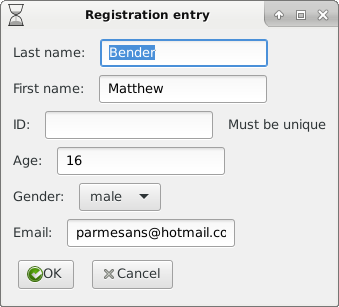 Registration entry
Last name: Bender
First name: Matthew
ID: Must be unique
Age: 16
Gender: male
Email: parmesans@hotmail.cc
OK Cancel